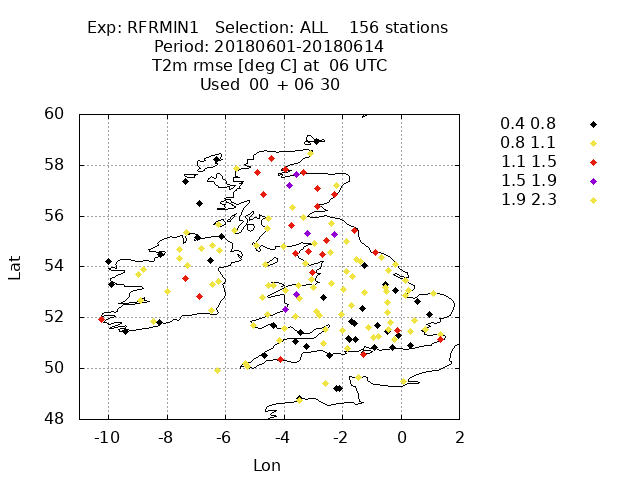 Exp: RFRMIN1 Selection: ALL 156 stations
Period: 20180601-20180614
T2m rmse [deg C] at 06 UTC
Used 00 + 06 30
0.4 0.8
0.8 1.1
1.1 1.5
1.5 1.9
1.9 2.3
Lat
60
58
56
54
52
50
48
-10 -8 -6 -4 -2 0 2
Lon